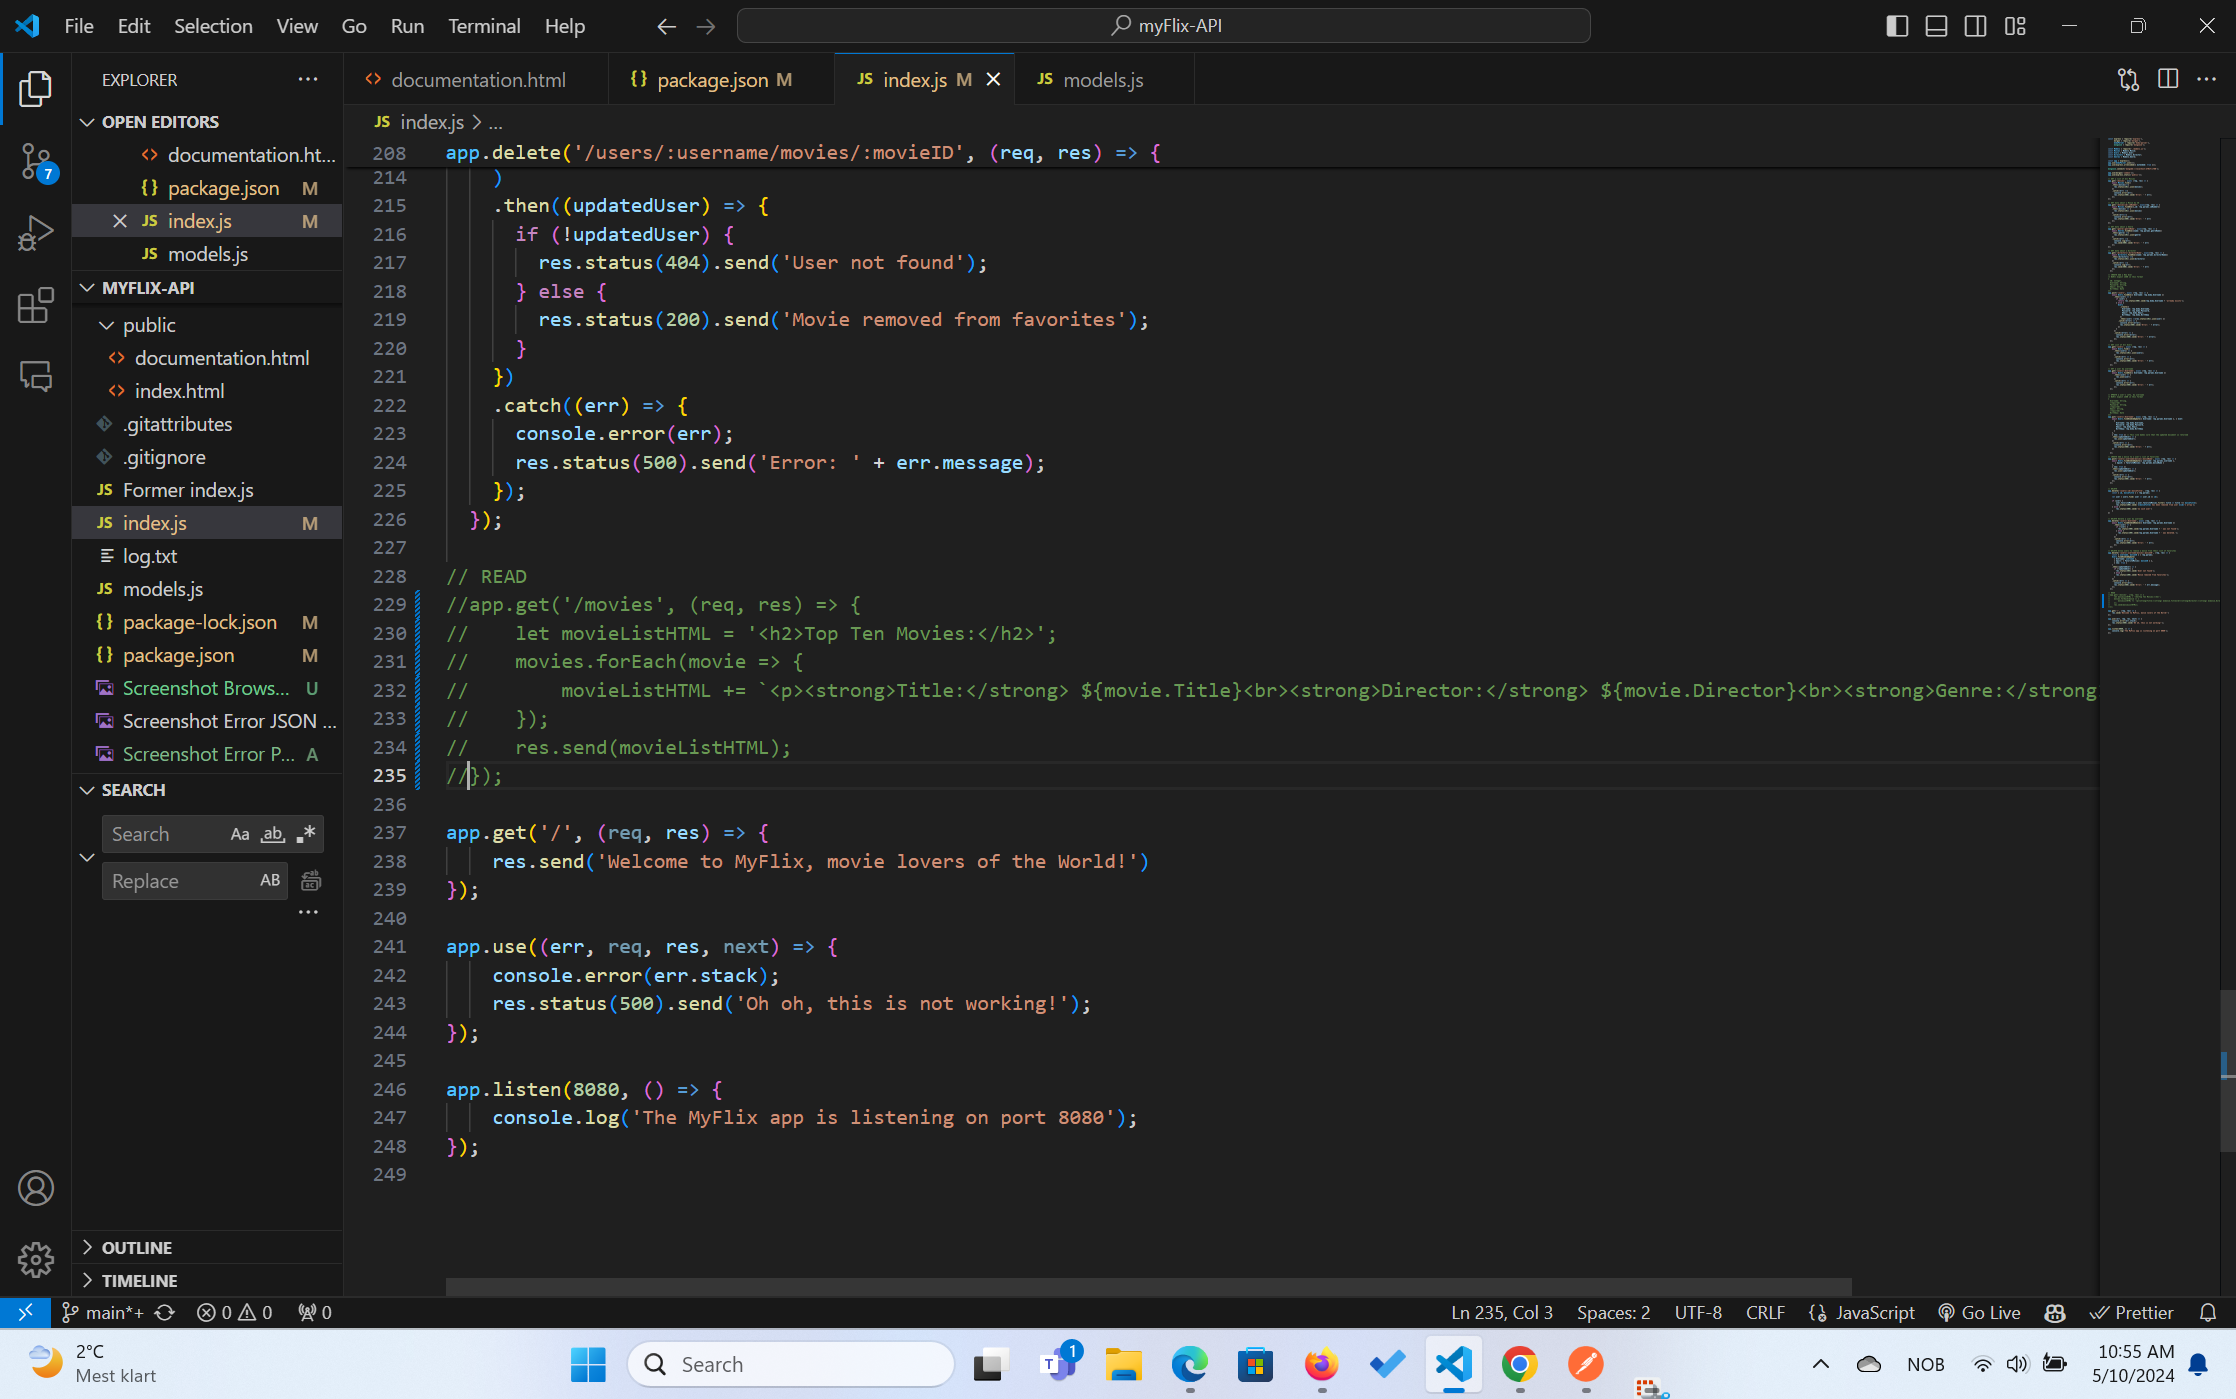 File Edit Selection View Go Run Terminal Help
myFlix-API
EXPLORER
documentation.html
package.json M
index.js M
models.js
OPEN EDITORS
documentation.ht...
package.json M
index.js M
models.js
MYFLIX-API
public
documentation.html
index.html
.gitattributes
.gitignore
JS Former index.js
JS index.js M
log.txt
JS models.js
{} package-lock.json M
{} package.json M
Screenshot Brows... U
Screenshot Error JSON ...
Screenshot Error P... A
SEARCH
Search Aa ab
Replace AB
...
OUTLINE
TIMELINE
7
JS index.js > ...
208 app.delete('/users/:username/movies/:movieID', (req, res) => {
214 )
215 .then((updatedUser) => {
216 if (!updatedUser) {
217 res.status(404).send('User not found');
218 } else {
219 res.status(200).send('Movie removed from favorites');
220 }
221 })
222 .catch((err) => {
223 console.error(err);
224 res.status(500).send('Error: ' + err.message);
225 });
226 });
227
228 // READ
229 //app.get('/movies', (req, res) => {
230 // let movieListHTML = '<h2>Top Ten Movies:</h2>';
231 // movies.forEach(movie => {
232 // movieListHTML += `<p><strong>Title:</strong> ${movie.Title}<br><strong>Director:</strong> ${movie.Director}<br><strong>Genre:</strong
233 // });
234 // res.send(movieListHTML);
235 //});
236
237 app.get('/', (req, res) => {
238 res.send('Welcome to MyFlix, movie lovers of the World!')
239 });
240
241 app.use((err, req, res, next) => {
242 console.error(err.stack);
243 res.status(500).send('Oh oh, this is not working!');
244 });
245
246 app.listen(8080, () => {
247 console.log('The MyFlix app is listening on port 8080');
248 });
249
main*+ 0 0 0 Ln 235, Col 3 Spaces: 2 UTF-8 CRLF JavaScript Go Live Prettier
2°C
Mest klart
Search
1
NOB
10:55 AM
5/10/2024